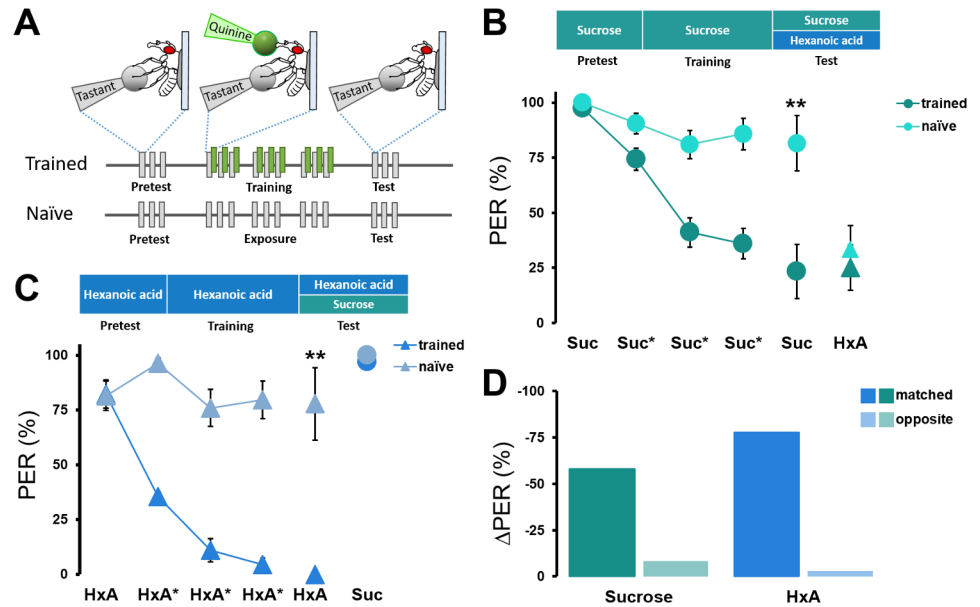 A
Quinine
Tastant
Tastant
Tastant
Trained
Pretest
Training
Test
Naïve
Pretest
Exposure
Test
B
Sucrose
Sucrose
Sucrose
Hexanoic acid
Pretest
Training
Test
100
75
50
25
0
PER (%)
**
trained
naïve
Suc
Suc*
Suc*
Suc*
Suc
HxA
C
Hexanoic acid
Hexanoic acid
Hexanoic acid
Sucrose
Pretest
Training
Test
100
75
50
25
0
PER (%)
**
trained
naïve
HxA
HxA*
HxA*
HxA*
HxA
Suc
D
-100
-75
-50
-25
0
ΔPER (%)
matched
opposite
Sucrose
HxA